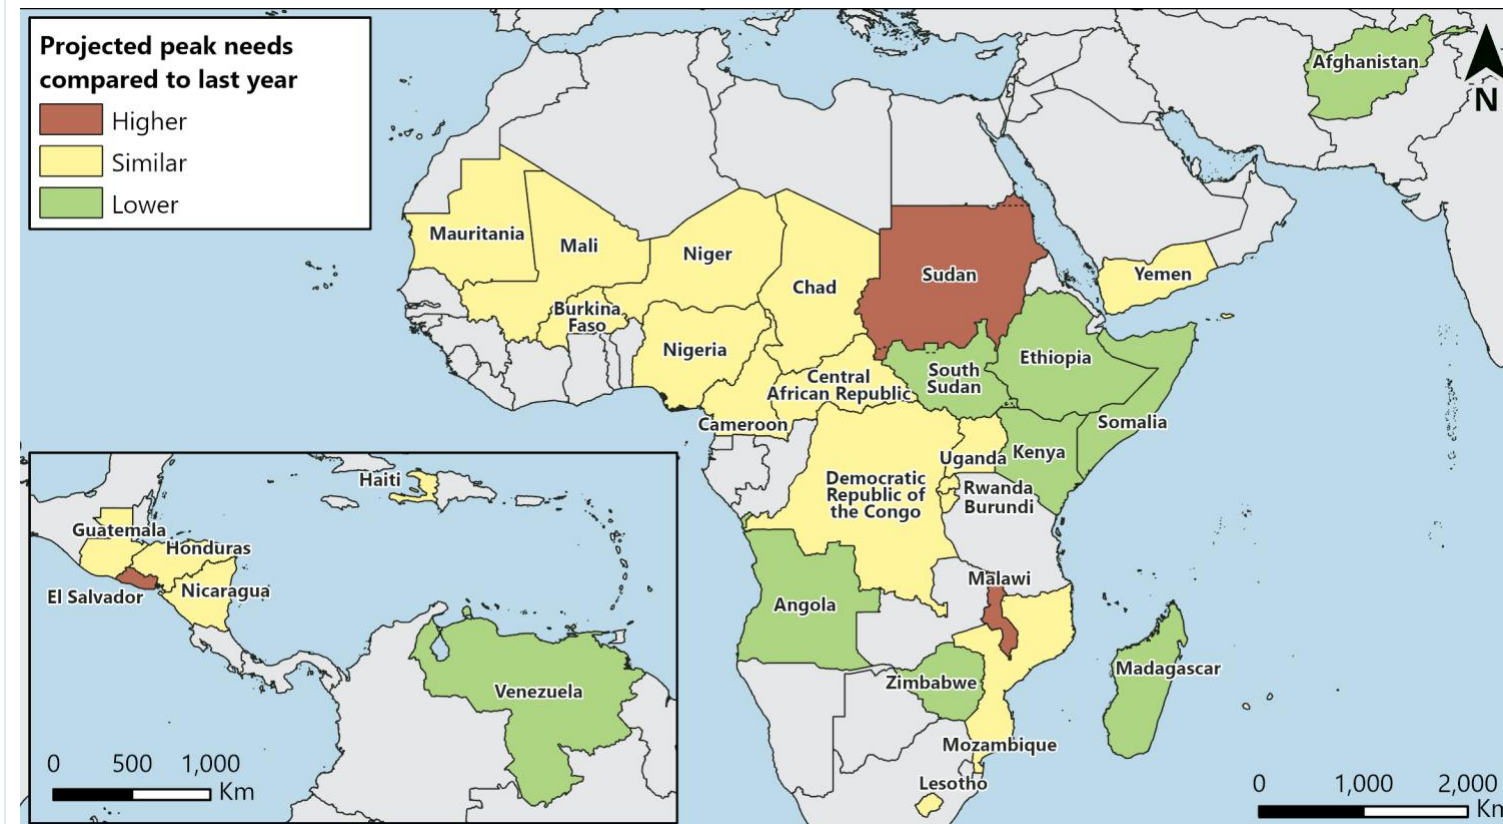 Projected peak needs
compared to last year
Higher
Similar
Lower
Afghanistan
N
Mauritania
Mali
Niger
Chad
Sudan
Yemen
Burkina
Faso
Nigeria
Central
African Republic
South
Sudan
Ethiopia
Cameroon
Somalia
Uganda
Kenya
Democratic
Republic of
the Congo
Rwanda
Burundi
Malawi
Angola
Zimbabwe
Madagascar
Mozambique
Lesotho
Haiti
Guatemala
Honduras
El Salvador
Nicaragua
Venezuela
0 500 1,000
Km
0 1,000 2,000
Km